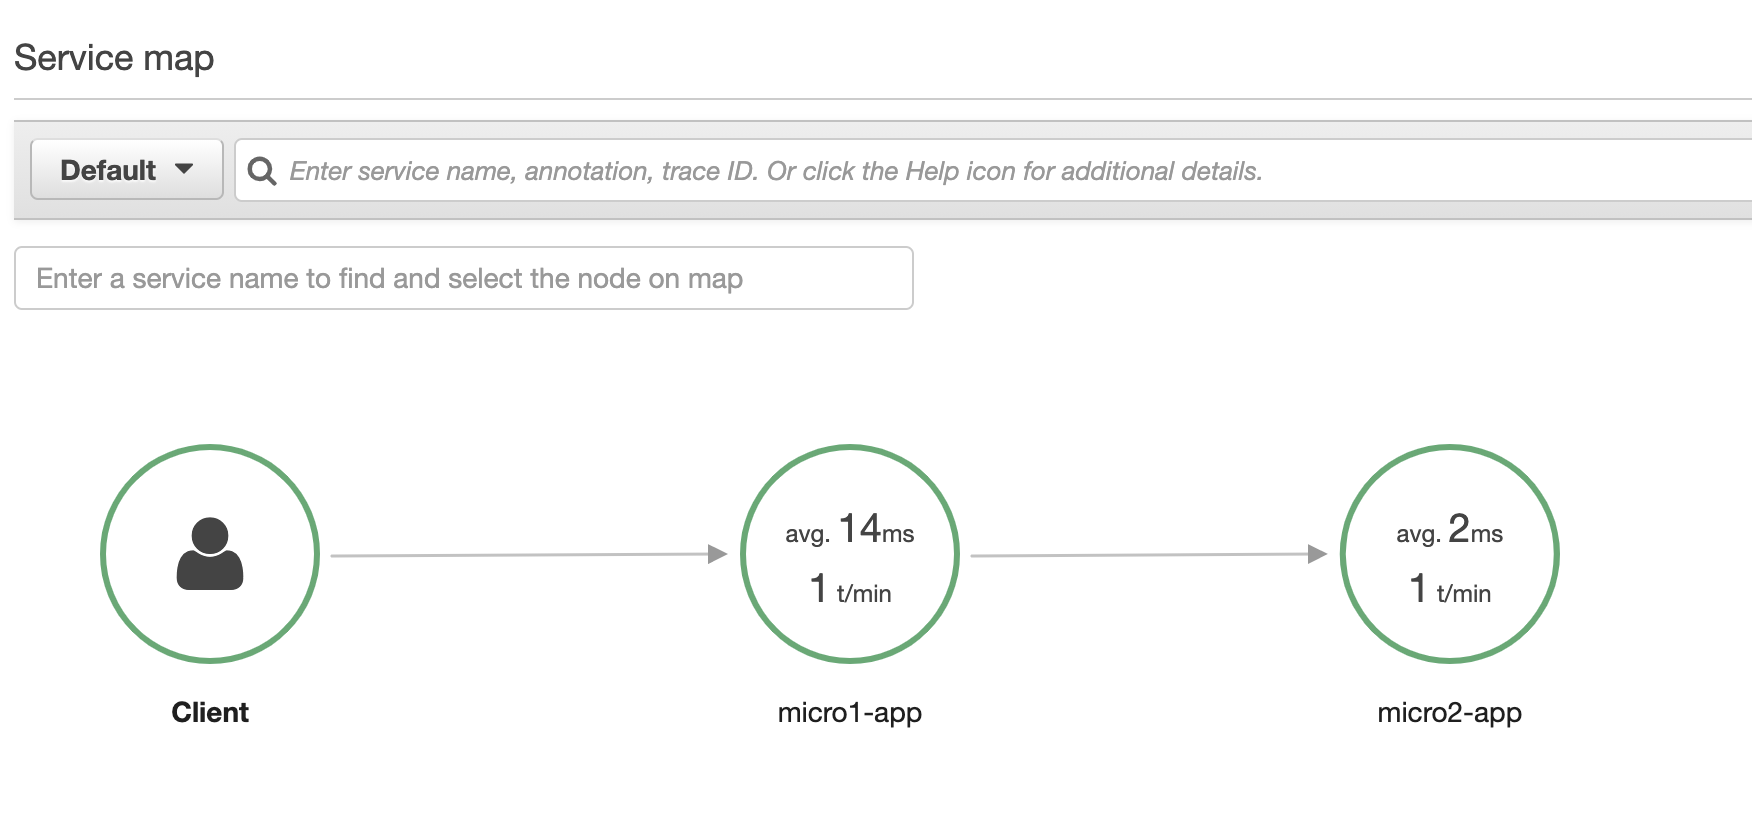 Service map
Default
Enter service name, annotation, trace ID. Or click the Help icon for additional details.
Enter a service name to find and select the node on map
avg. 14ms
1 t/min
avg. 2ms
1 t/min
Client
micro1-app
micro2-app